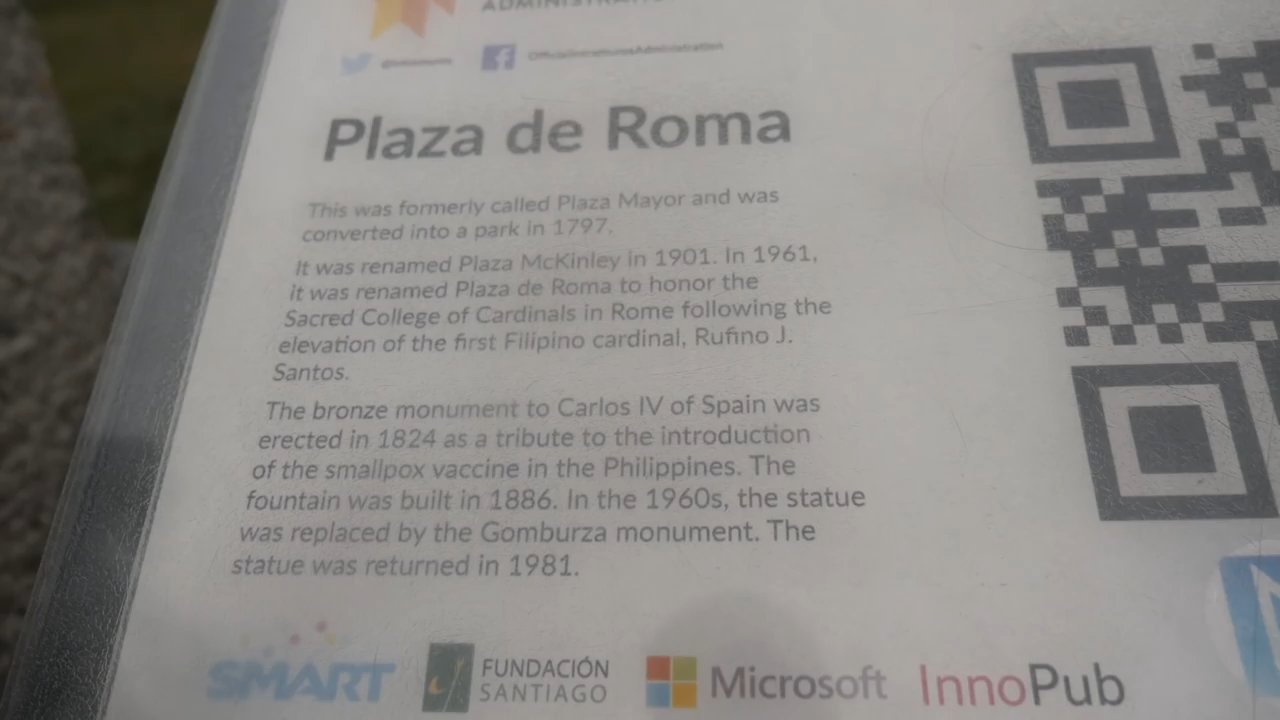 Plaza de Roma
This was formerly called Plaza Mayor and was
converted into a park in 1797.
It was renamed Plaza McKinley in 1901. In 1961,
it was renamed Plaza de Roma to honor the
Sacred College of Cardinals in Rome following the
elevation of the first Filipino cardinal, Rufino J.
Santos.
The bronze monument to Carlos IV of Spain was
erected in 1824 as a tribute to the introduction
of the smallpox vaccine in the Philippines. The
fountain was built in 1886. In the 1960s, the statue
was replaced by the Gomburza monument. The
statue was returned in 1981.
SMART FUNDACIÓN SANTIAGO Microsoft InnoPub